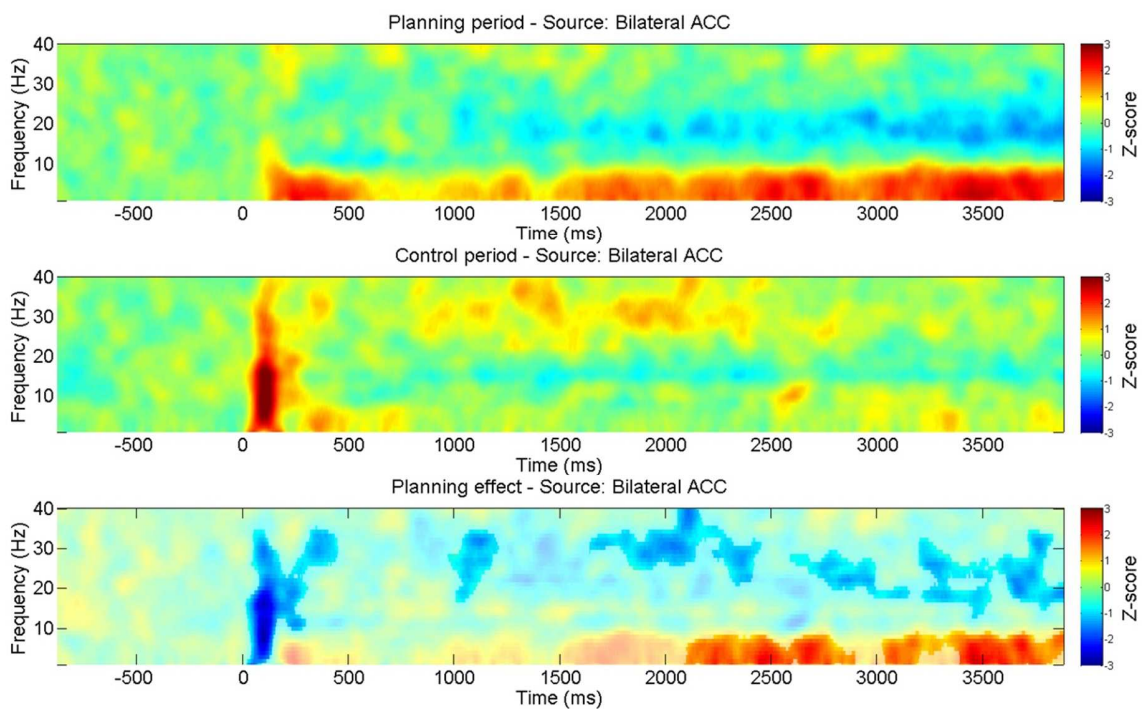 Planning period - Source: Bilateral ACC
Frequency (Hz)
40
30
20
10
-500 0 500 1000 1500 2000 2500 3000 3500
Time (ms)
3
2
1
0
-1
-2
-3
Z-score
Control period - Source: Bilateral ACC
Frequency (Hz)
40
30
20
10
-500 0 500 1000 1500 2000 2500 3000 3500
Time (ms)
3
2
1
0
-1
-2
-3
Z-score
Planning effect - Source: Bilateral ACC
Frequency (Hz)
40
30
20
10
-500 0 500 1000 1500 2000 2500 3000 3500
Time (ms)
3
2
1
0
-1
-2
-3
Z-score